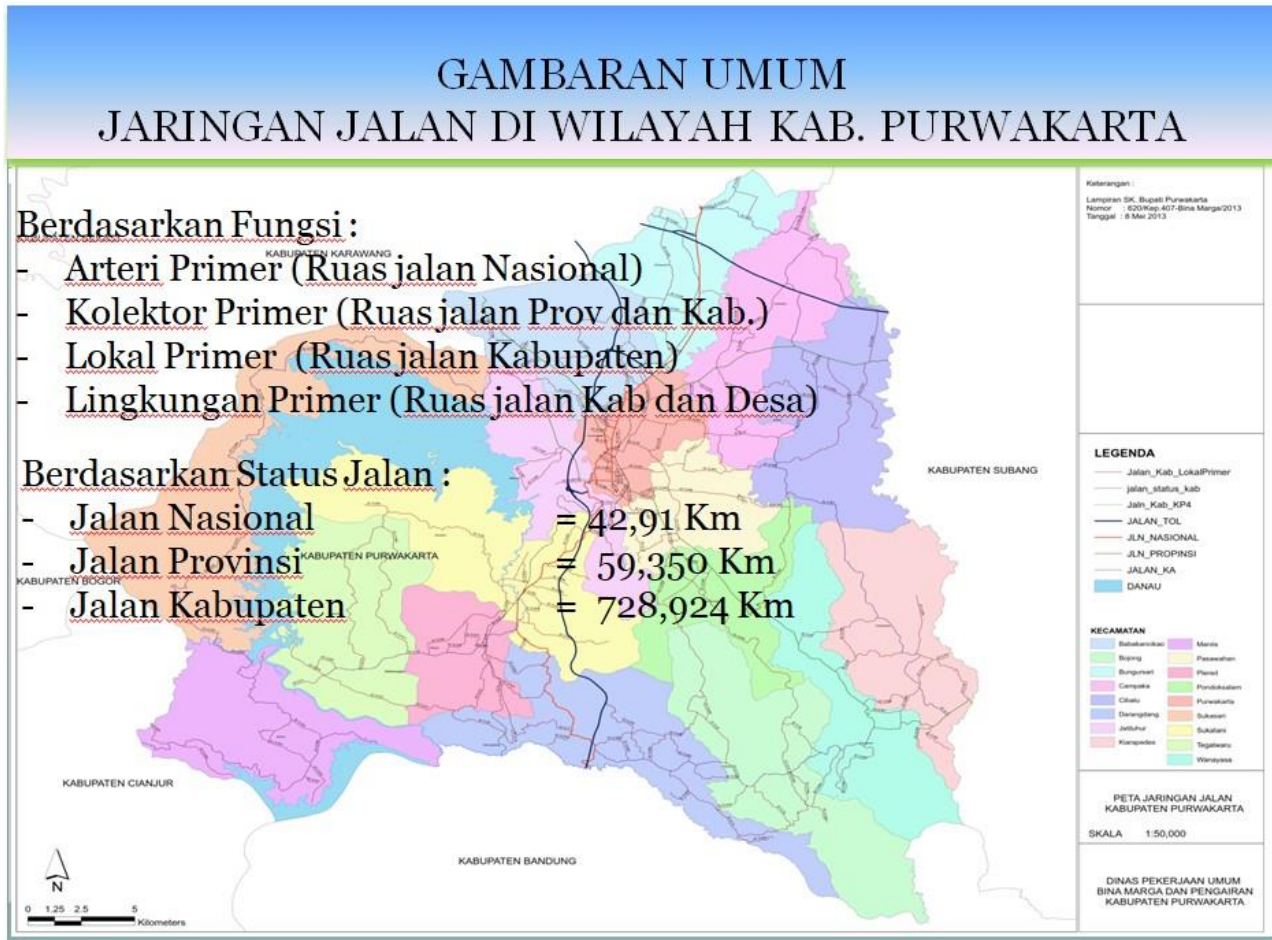 GAMBARAN UMUM
JARINGAN JALAN DI WILAYAH KAB. PURWAKARTA
Berdasarkan Fungsi :
- Arteri Primer (Ruas jalan Nasional)
- Kolektor Primer (Ruas jalan Prov dan Kab.)
- Lokal Primer (Ruas jalan Kabupaten)
- Lingkungan Primer (Ruas jalan Kab dan Desa)
Berdasarkan Status Jalan :
- Jalan Nasional = 42,91 Km
- Jalan Provinsi = 59,350 Km
- Jalan Kabupaten = 728,924 Km
KABUPATEN KARAWANG
KABUPATEN SUBANG
KABUPATEN PURWAKARTA
KABUPATEN BOGOR
KABUPATEN CIANJUR
KABUPATEN BANDUNG
N
0 1.25 2.5 5
Kilometers
Keterangan :
Lampiran SK. Bupati Purwakarta
Nomor : 620/Kep.407-Bina Marga/2013
Tanggal : 6 Mei 2013
LEGENDA
Jalan_Kab_LokalPrimer
jalan_status_kab
Jaln_Kab_KP4
JALAN_TOL
JLN_NASIONAL
JLN_PROPINSI
JALAN_KA
DANAU
KECAMATAN
Babakancikao
Bojong
Bungursari
Campaka
Cibatu
Darangdang
Jatiluhur
Kiarapedes
Maniis
Pasawahan
Plered
Pondoksalam
Purwakarta
Sukasari
Sukatani
Tegalwaru
Wanayasa
PETA JARINGAN JALAN
KABUPATEN PURWAKARTA
SKALA 1:50,000
DINAS PEKERJAAN UMUM
BINA MARGA DAN PENGAIRAN
KABUPATEN PURWAKARTA